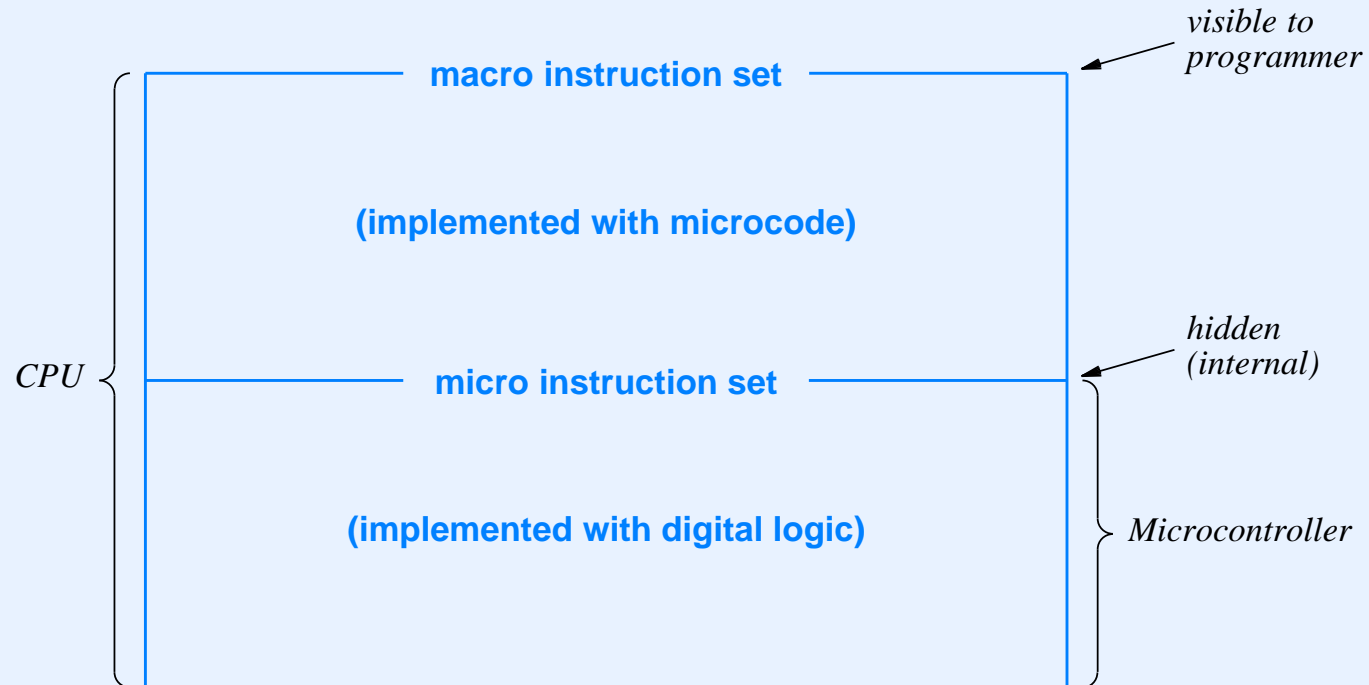 visible to
programmer
macro instruction set
(implemented with microcode)
hidden
(internal)
CPU
micro instruction set
(implemented with digital logic)
Microcontroller